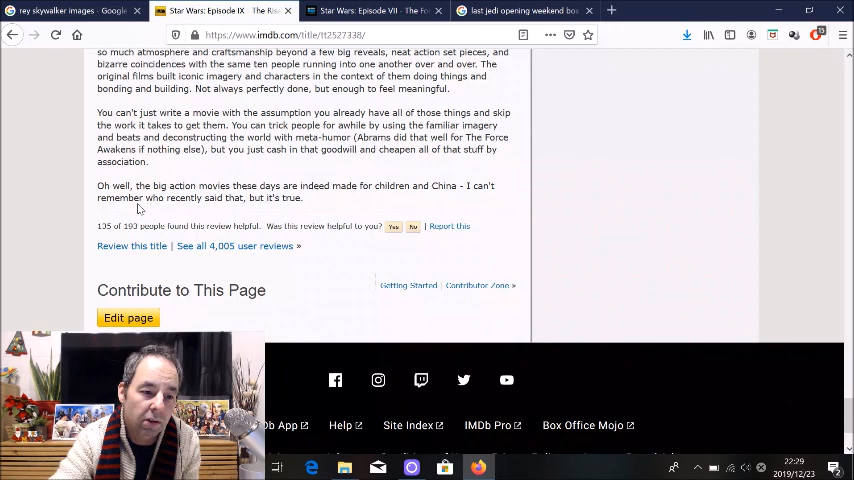 rey skywalker images - Google
Star Wars: Episode IX - The Rise
Star Wars: Episode VII - The For
last jedi opening weekend box
https://www.imdb.com/title/tt2527338/
15
so much atmosphere and craftsmanship beyond a few big reveals, neat action set pieces, and
bizarre coincidences with the same ten people running into one another over and over. The
original films built iconic imagery and characters in the context of them doing things and
bonding and building. Not always perfectly done, but enough to feel meaningful.
You can't just write a movie with the assumption you already have all of those things and skip
the work it takes to get them. You can trick people for awhile by using the familiar imagery
and beats and deconstructing the world with meta-humor (Abrams did that well for The Force
Awakens if nothing else), but you just cash in that goodwill and cheapen all of that stuff by
association.
Oh well, the big action movies these days are indeed made for children and China - I can't
remember who recently said that, but it's true.
135 of 193 people found this review helpful. Was this review helpful to you? Yes No | Report this
Review this title | See all 4,005 user reviews »
Contribute to This Page
Getting Started | Contributor Zone »
Edit page
Db App
Help
Site Index
IMDb Pro
Box Office Mojo
22:29
2019/12/23
2